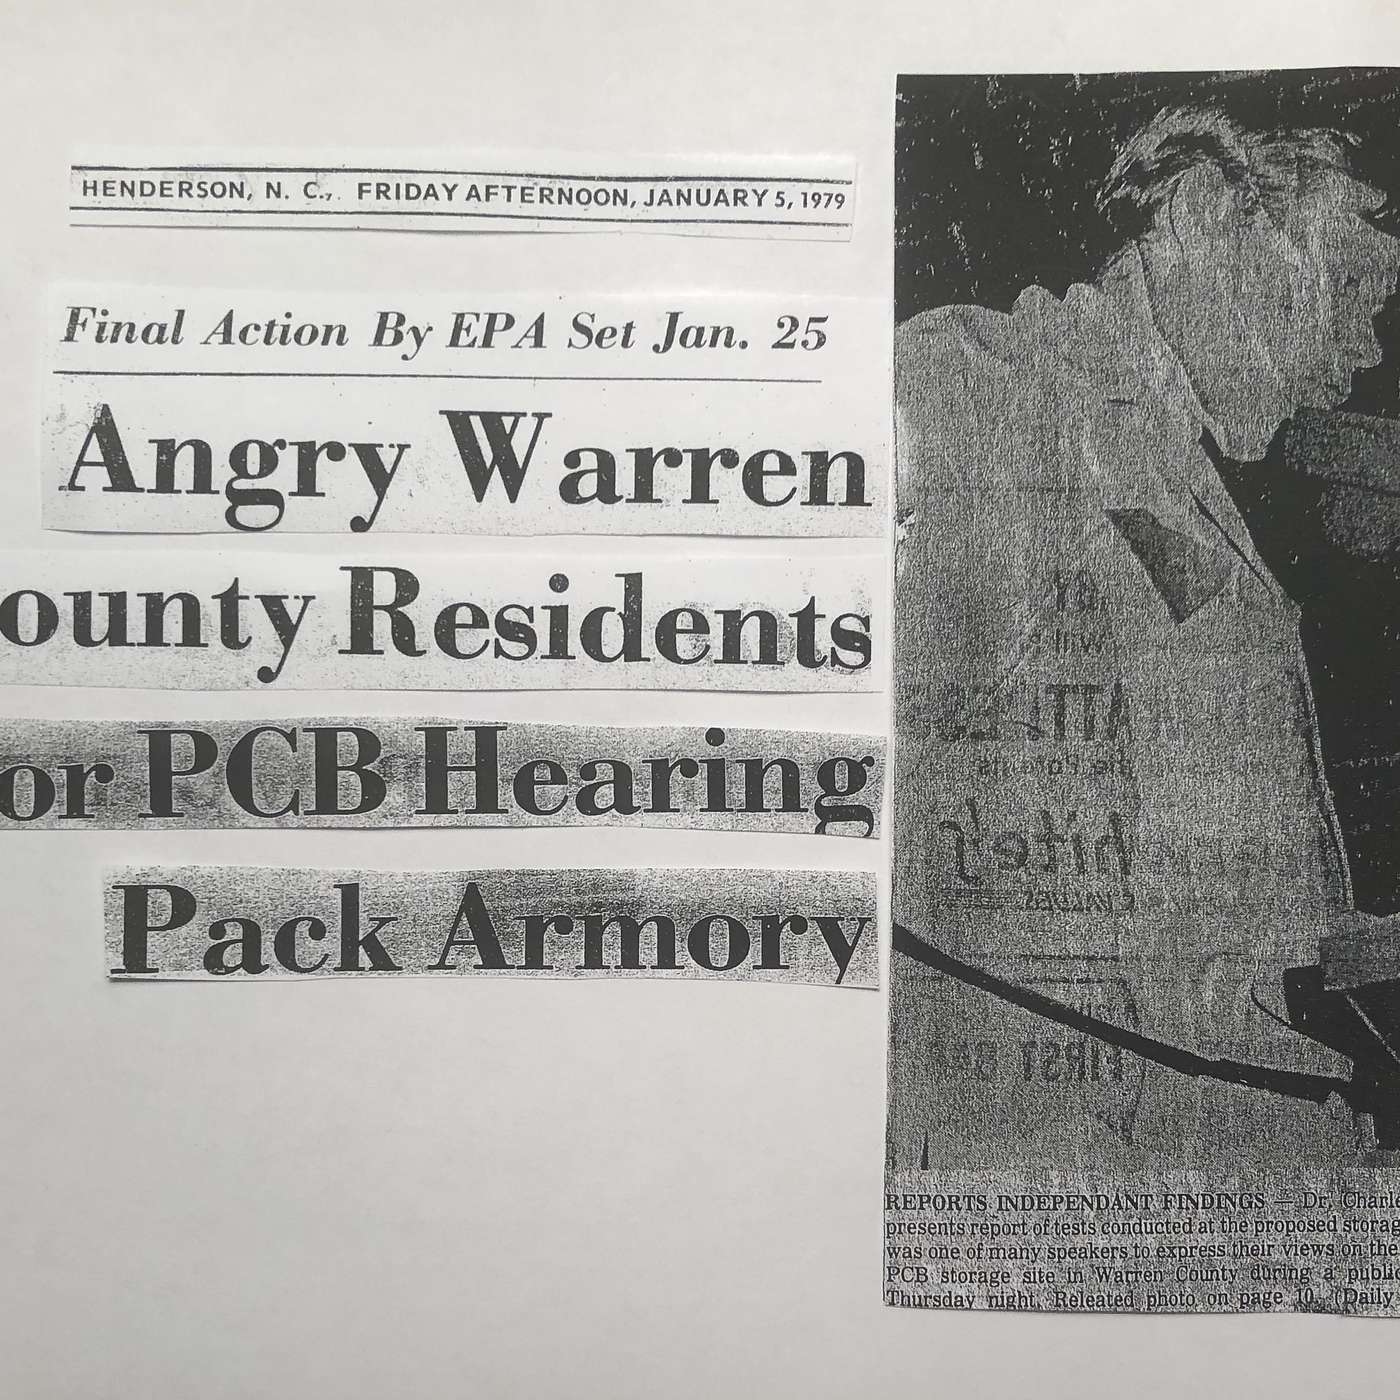 HENDERSON, N. C., FRIDAY AFTERNOON, JANUARY 5, 1979
Final Action By EPA Set Jan. 25
Angry Warren
ounty Residents
or PCB Hearing
Pack Armory
REPORTS INDEPENDANT FINDINGS — Dr. Charle
presents report of tests conducted at the proposed storag
was one of many speakers to express their views on the
PCB storage site in Warren County during a public
Thursday night. Releated photo on page 10. (Daily